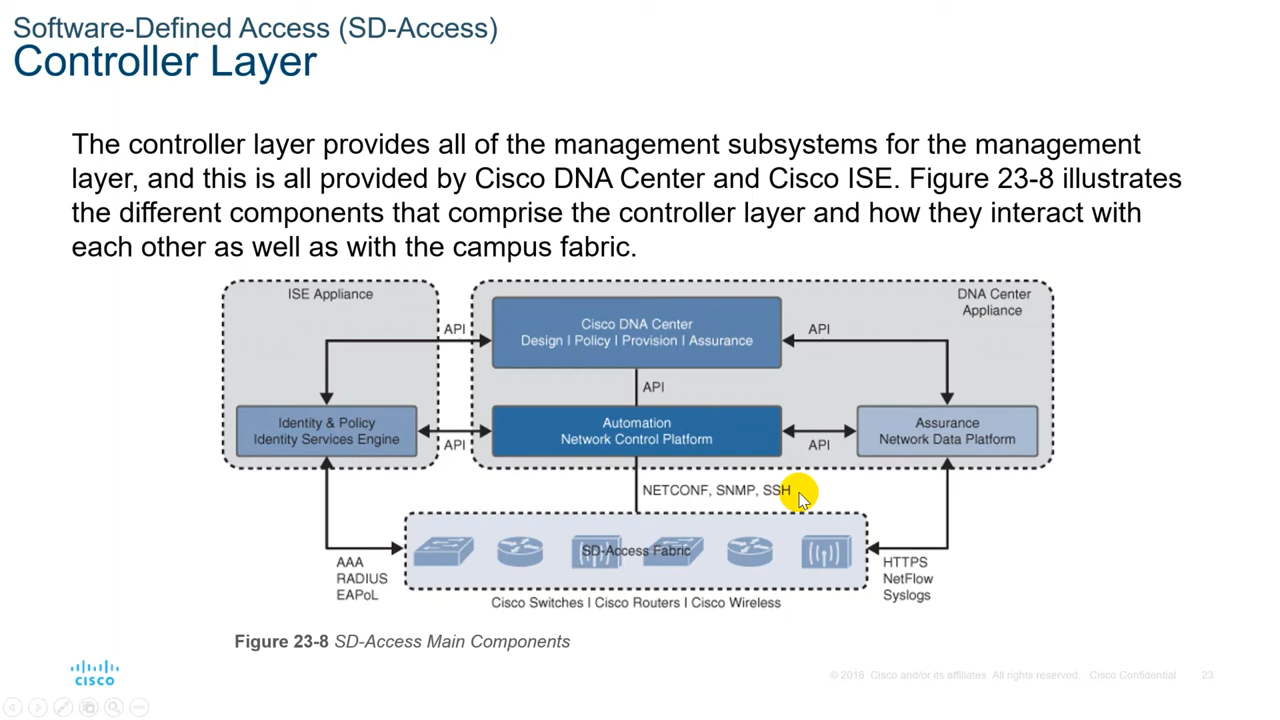 Software-Defined Access (SD-Access)
Controller Layer
The controller layer provides all of the management subsystems for the management
layer, and this is all provided by Cisco DNA Center and Cisco ISE. Figure 23-8 illustrates
the different components that comprise the controller layer and how they interact with
each other as well as with the campus fabric.
ISE Appliance
DNA Center
Appliance
API
Cisco DNA Center
Design I Policy I Provision I Assurance
API
API
Identity & Policy
Identity Services Engine
API
Automation
Network Control Platform
API
Assurance
Network Data Platform
NETCONF, SNMP, SSH
SD-Access Fabric
AAA
RADIUS
EAPoL
HTTPS
NetFlow
Syslogs
Cisco Switches I Cisco Routers I Cisco Wireless
Figure 23-8 SD-Access Main Components
CISCO
© 2016 Cisco and/or its affiliates. All rights reserved. Cisco Confidential
23